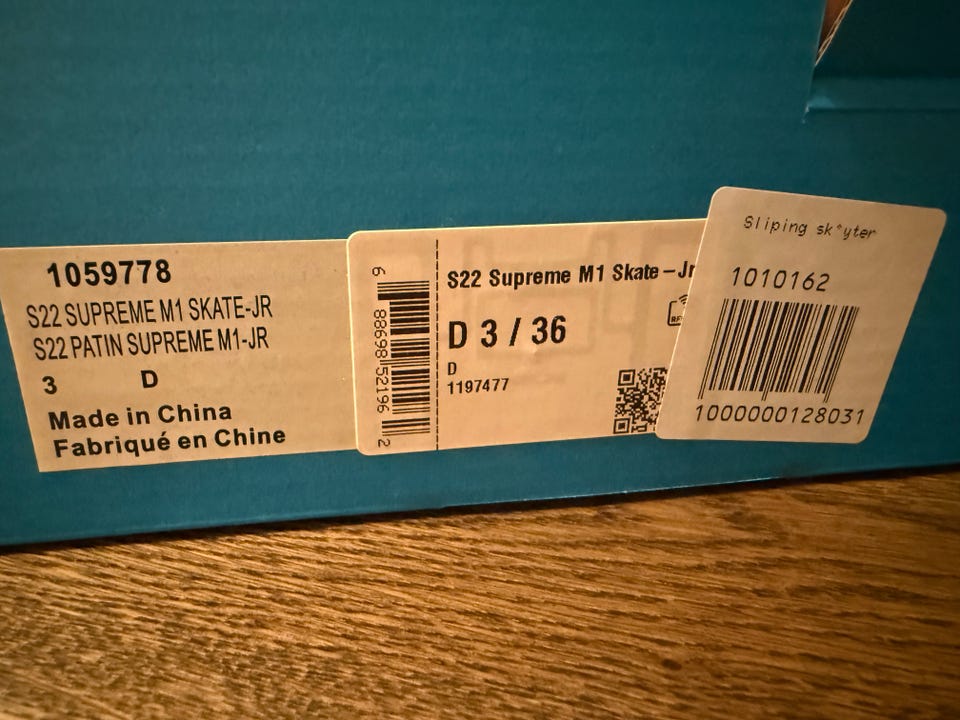 1059778
S22 SUPREME M1 SKATE-JR
S22 PATIN SUPREME M1-JR
3 D
Made in China
Fabriqué en Chine
6 88698 52196 2
S22 Supreme M1 Skate-Jr
D 3 / 36
D
1197477
Sliping sk°yter
1010162
1000000128031